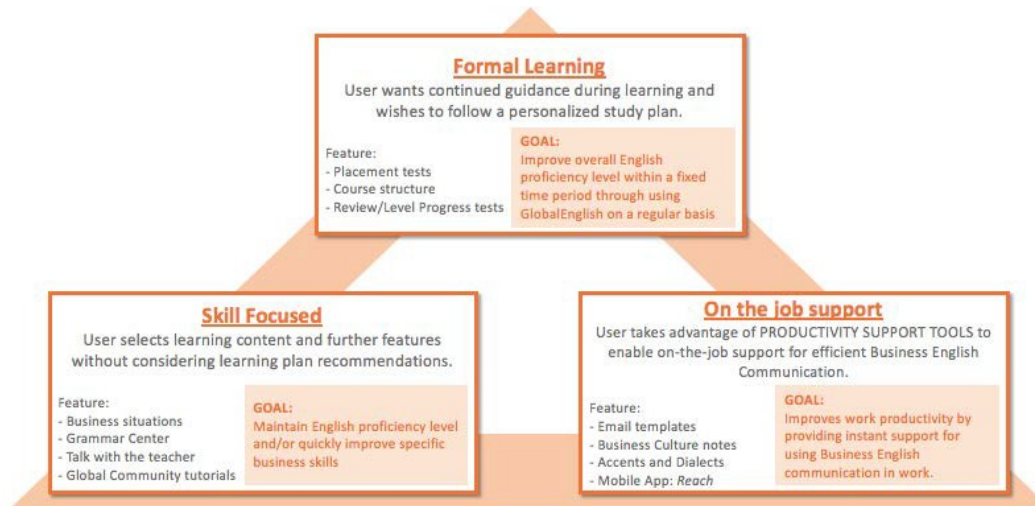 Formal Learning
User wants continued guidance during learning and
wishes to follow a personalized study plan.
Feature:
- Placement tests
- Course structure
- Review/Level Progress tests
GOAL:
Improve overall English
proficiency level within a fixed
time period through using
GlobalEnglish on a regular basis
Skill Focused
User selects learning content and further features
without considering learning plan recommendations.
Feature:
- Business situations
- Grammar Center
- Talk with the teacher
- Global Community tutorials
GOAL:
Maintain English proficiency level
and/or quickly improve specific
business skills
On the job support
User takes advantage of PRODUCTIVITY SUPPORT TOOLS to
enable on-the-job support for efficient Business English
Communication.
Feature:
- Email templates
- Business Culture notes
- Accents and Dialects
- Mobile App: Reach
GOAL:
Improves work productivity by
providing instant support for
using Business English
communication in work.